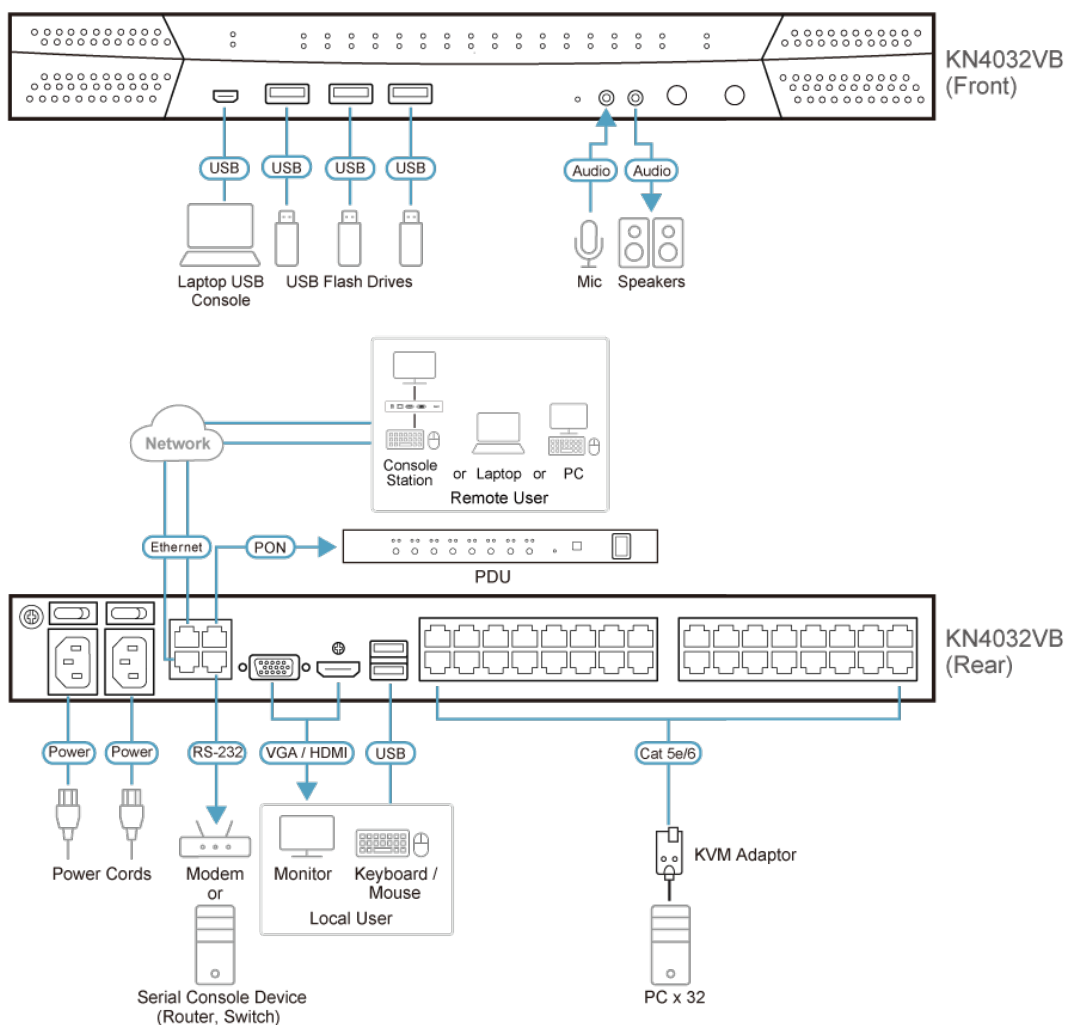 KN4032VB
(Front)
USB
USB
USB
USB
Audio
Audio
Laptop USB
Console
USB Flash Drives
Mic
Speakers
Network
Console
Station
or
Laptop
or
PC
Remote User
Ethernet
PON
PDU
KN4032VB
(Rear)
Power
Power
RS-232
VGA / HDMI
USB
Cat 5e/6
Power Cords
Modem
or
Monitor
Keyboard /
Mouse
Local User
KVM Adaptor
Serial Console Device
(Router, Switch)
PC x 32